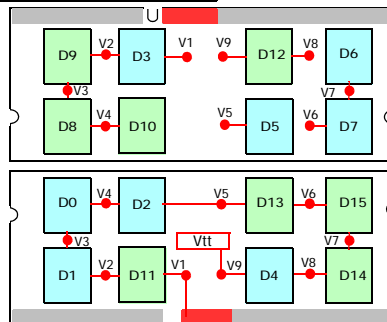 D9 V2 D3 V1 V9 D12 V8 D6
V3 V7
D8 V4 D10 V5 D5 V6 D7
D0 V4 D2 V5 D13 V6 D15
V3 Vtt V7
D1 V2 D11 V1 V9 D4 V8 D14